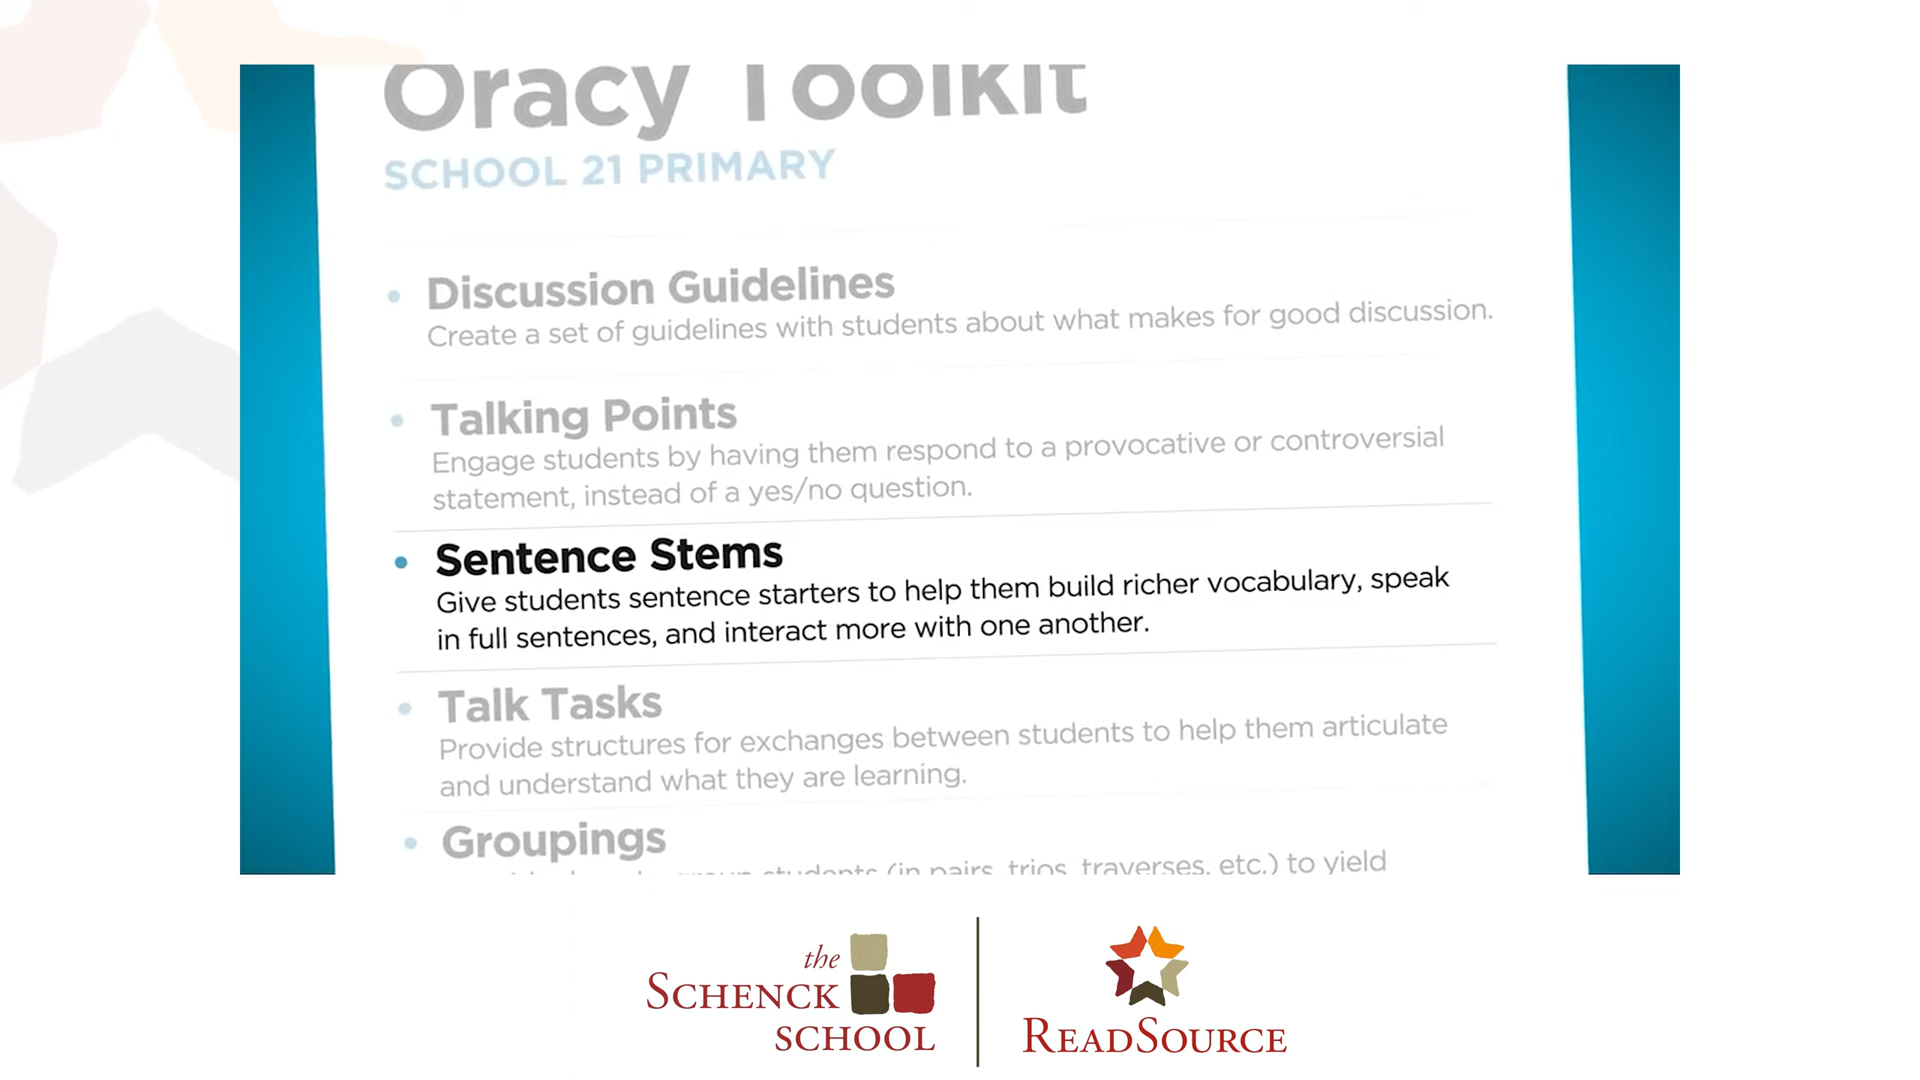 Oracy Toolkit
SCHOOL 21 PRIMARY
• Discussion Guidelines
Create a set of guidelines with students about what makes for good discussion.
• Talking Points
Engage students by having them respond to a provocative or controversial
statement, instead of a yes/no question.
• Sentence Stems
Give students sentence starters to help them build richer vocabulary, speak
in full sentences, and interact more with one another.
• Talk Tasks
Provide structures for exchanges between students to help them articulate
and understand what they are learning.
• Groupings
students (in pairs, trios, traverses, etc.) to yield
the
SCHENCK
SCHOOL
READSOURCE